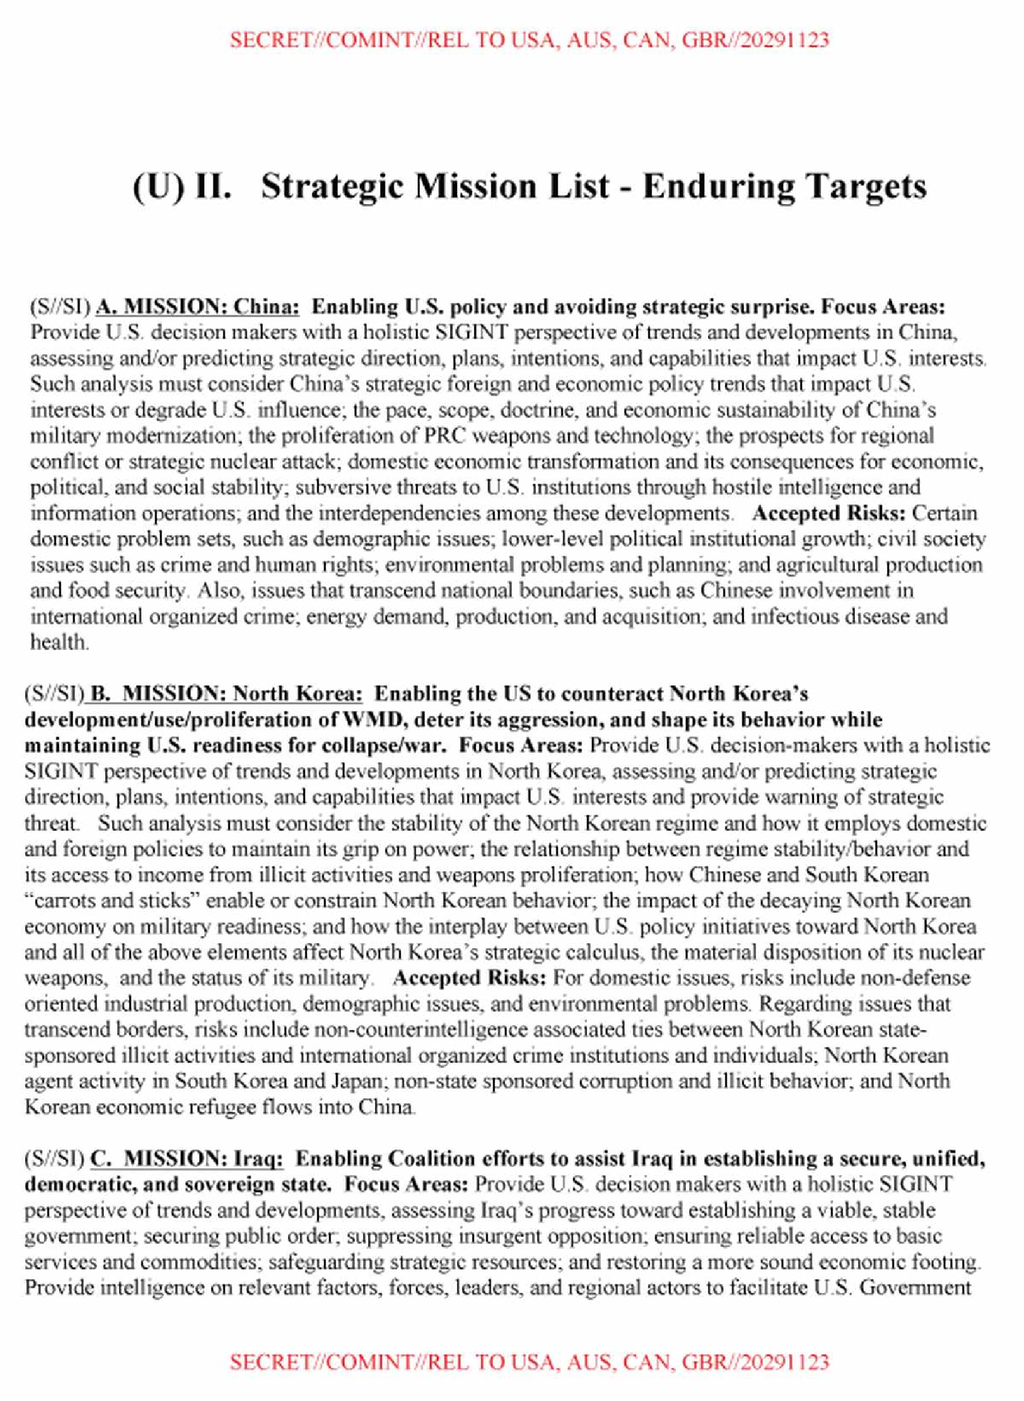 SECRET//COMINT//REL TO USA, AUS, CAN, GBR//20291123
(U) II. Strategic Mission List - Enduring Targets
(S//SI) A. MISSION: China: Enabling U.S. policy and avoiding strategic surprise. Focus Areas:
Provide U.S. decision makers with a holistic SIGINT perspective of trends and developments in China,
assessing and/or predicting strategic direction, plans, intentions, and capabilities that impact U.S. interests.
Such analysis must consider China's strategic foreign and economic policy trends that impact U.S.
interests or degrade U.S. influence; the pace, scope, doctrine, and economic sustainability of China's
military modernization; the proliferation of PRC weapons and technology; the prospects for regional
conflict or strategic nuclear attack; domestic economic transformation and its consequences for economic,
political, and social stability; subversive threats to U.S. institutions through hostile intelligence and
information operations; and the interdependencies among these developments. Accepted Risks: Certain
domestic problem sets, such as demographic issues; lower-level political institutional growth; civil society
issues such as crime and human rights; environmental problems and planning; and agricultural production
and food security. Also, issues that transcend national boundaries, such as Chinese involvement in
international organized crime; energy demand, production, and acquisition; and infectious disease and
health.
(S//SI) B. MISSION: North Korea: Enabling the US to counteract North Korea's
development/use/proliferation of WMD, deter its aggression, and shape its behavior while
maintaining U.S. readiness for collapse/war. Focus Areas: Provide U.S. decision-makers with a holistic
SIGINT perspective of trends and developments in North Korea, assessing and/or predicting strategic
direction, plans, intentions, and capabilities that impact U.S. interests and provide warning of strategic
threat. Such analysis must consider the stability of the North Korean regime and how it employs domestic
and foreign policies to maintain its grip on power; the relationship between regime stability/behavior and
its access to income from illicit activities and weapons proliferation; how Chinese and South Korean
“carrots and sticks” enable or constrain North Korean behavior; the impact of the decaying North Korean
economy on military readiness; and how the interplay between U.S. policy initiatives toward North Korea
and all of the above elements affect North Korea's strategic calculus, the material disposition of its nuclear
weapons, and the status of its military. Accepted Risks: For domestic issues, risks include non-defense
oriented industrial production, demographic issues, and environmental problems. Regarding issues that
transcend borders, risks include non-counterintelligence associated ties between North Korean state-
sponsored illicit activities and international organized crime institutions and individuals; North Korean
agent activity in South Korea and Japan; non-state sponsored corruption and illicit behavior; and North
Korean economic refugee flows into China.
(S//SI) C. MISSION: Iraq: Enabling Coalition efforts to assist Iraq in establishing a secure, unified,
democratic, and sovereign state. Focus Areas: Provide U.S. decision makers with a holistic SIGINT
perspective of trends and developments, assessing Iraq's progress toward establishing a viable, stable
government; securing public order; suppressing insurgent opposition; ensuring reliable access to basic
services and commodities; safeguarding strategic resources; and restoring a more sound economic footing.
Provide intelligence on relevant factors, forces, leaders, and regional actors to facilitate U.S. Government
SECRET//COMINT//REL TO USA, AUS, CAN, GBR//20291123